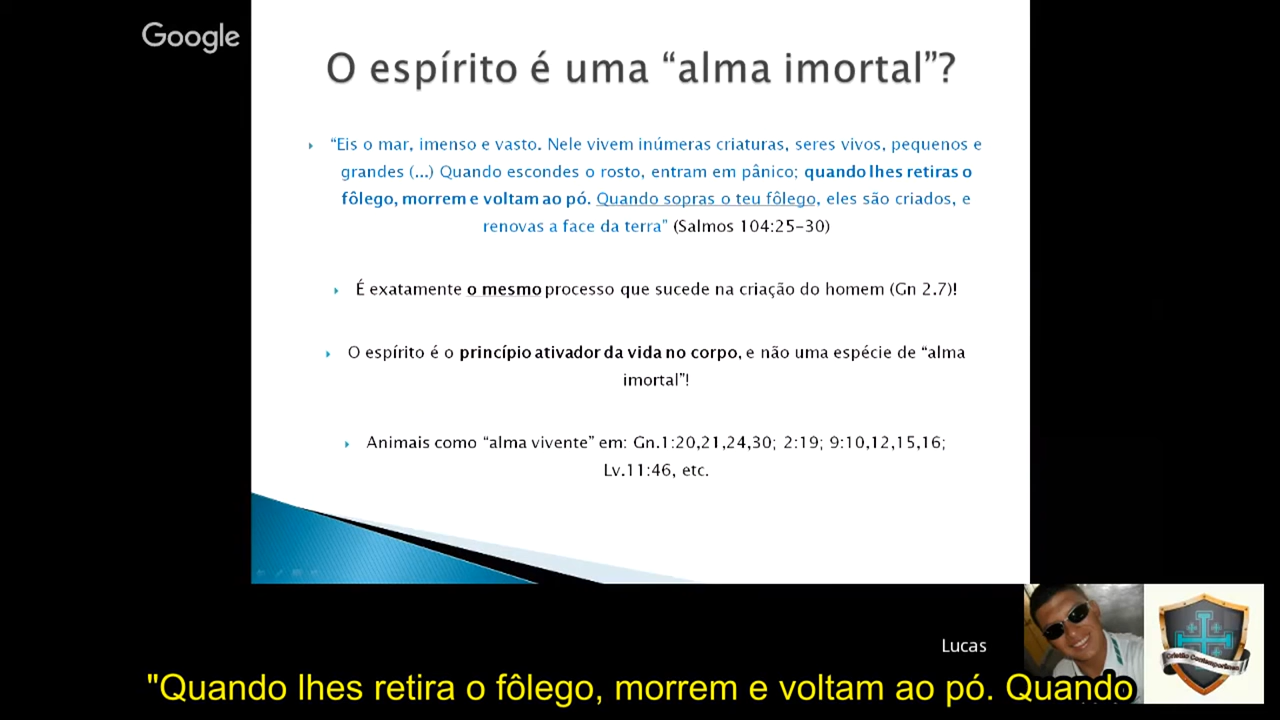 Google
O espírito é uma “alma imortal”?
“Eis o mar, imenso e vasto. Nele vivem inúmeras criaturas, seres vivos, pequenos e
grandes (...) Quando escondes o rosto, entram em pânico; quando lhes retiras o
fôlego, morrem e voltam ao pó. Quando sopras o teu fôlego, eles são criados, e
renovas a face da terra” (Salmos 104:25-30)
É exatamente o mesmo processo que sucede na criação do homem (Gn 2.7)!
O espírito é o princípio ativador da vida no corpo, e não uma espécie de “alma
imortal”!
Animais como “alma vivente” em: Gn.1:20,21,24,30; 2:19; 9:10,12,15,16;
Lv.11:46, etc.
Lucas
Cristão Contemporâneo
"Quando lhes retira o fôlego, morrem e voltam ao pó. Quando